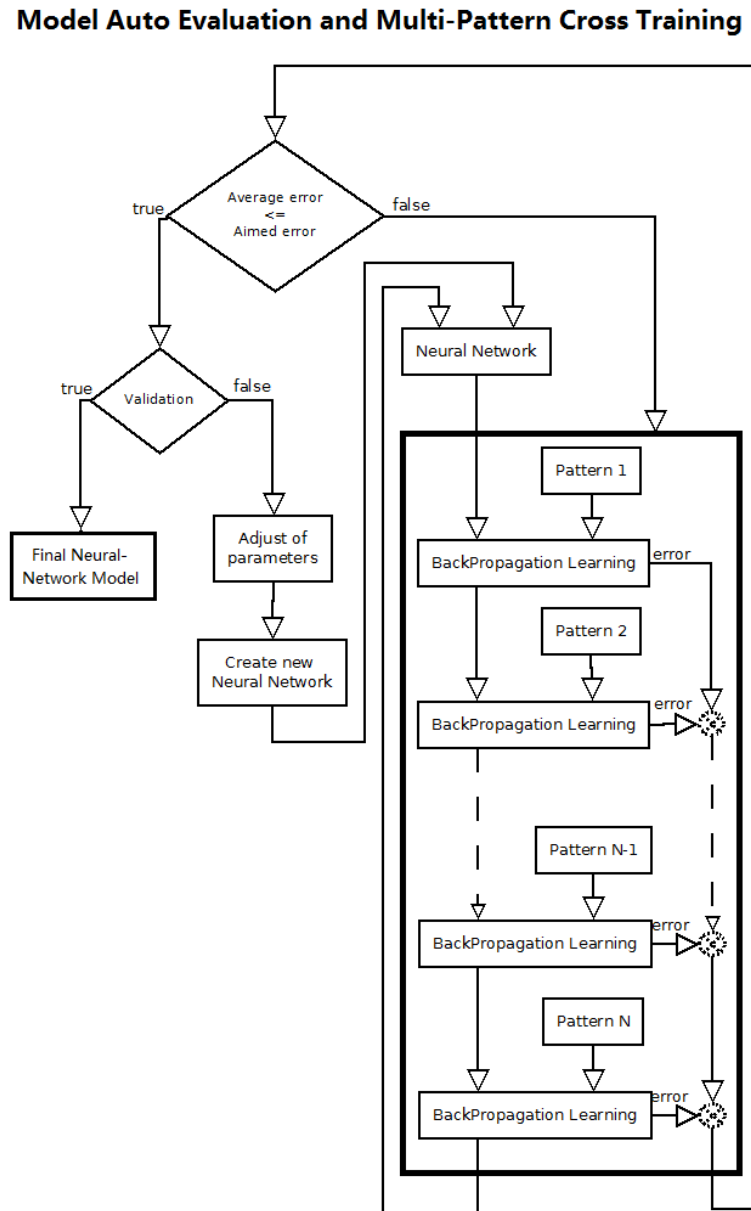 Model Auto Evaluation and Multi-Pattern Cross Training
Average error
<=
Aimed error
true
false
Neural Network
true
Validation
false
Pattern 1
Final Neural-
Network Model
Adjust of
parameters
BackPropagation Learning
error
Pattern 2
Create new
Neural Network
BackPropagation Learning
error
Pattern N-1
BackPropagation Learning
error
Pattern N
BackPropagation Learning
error